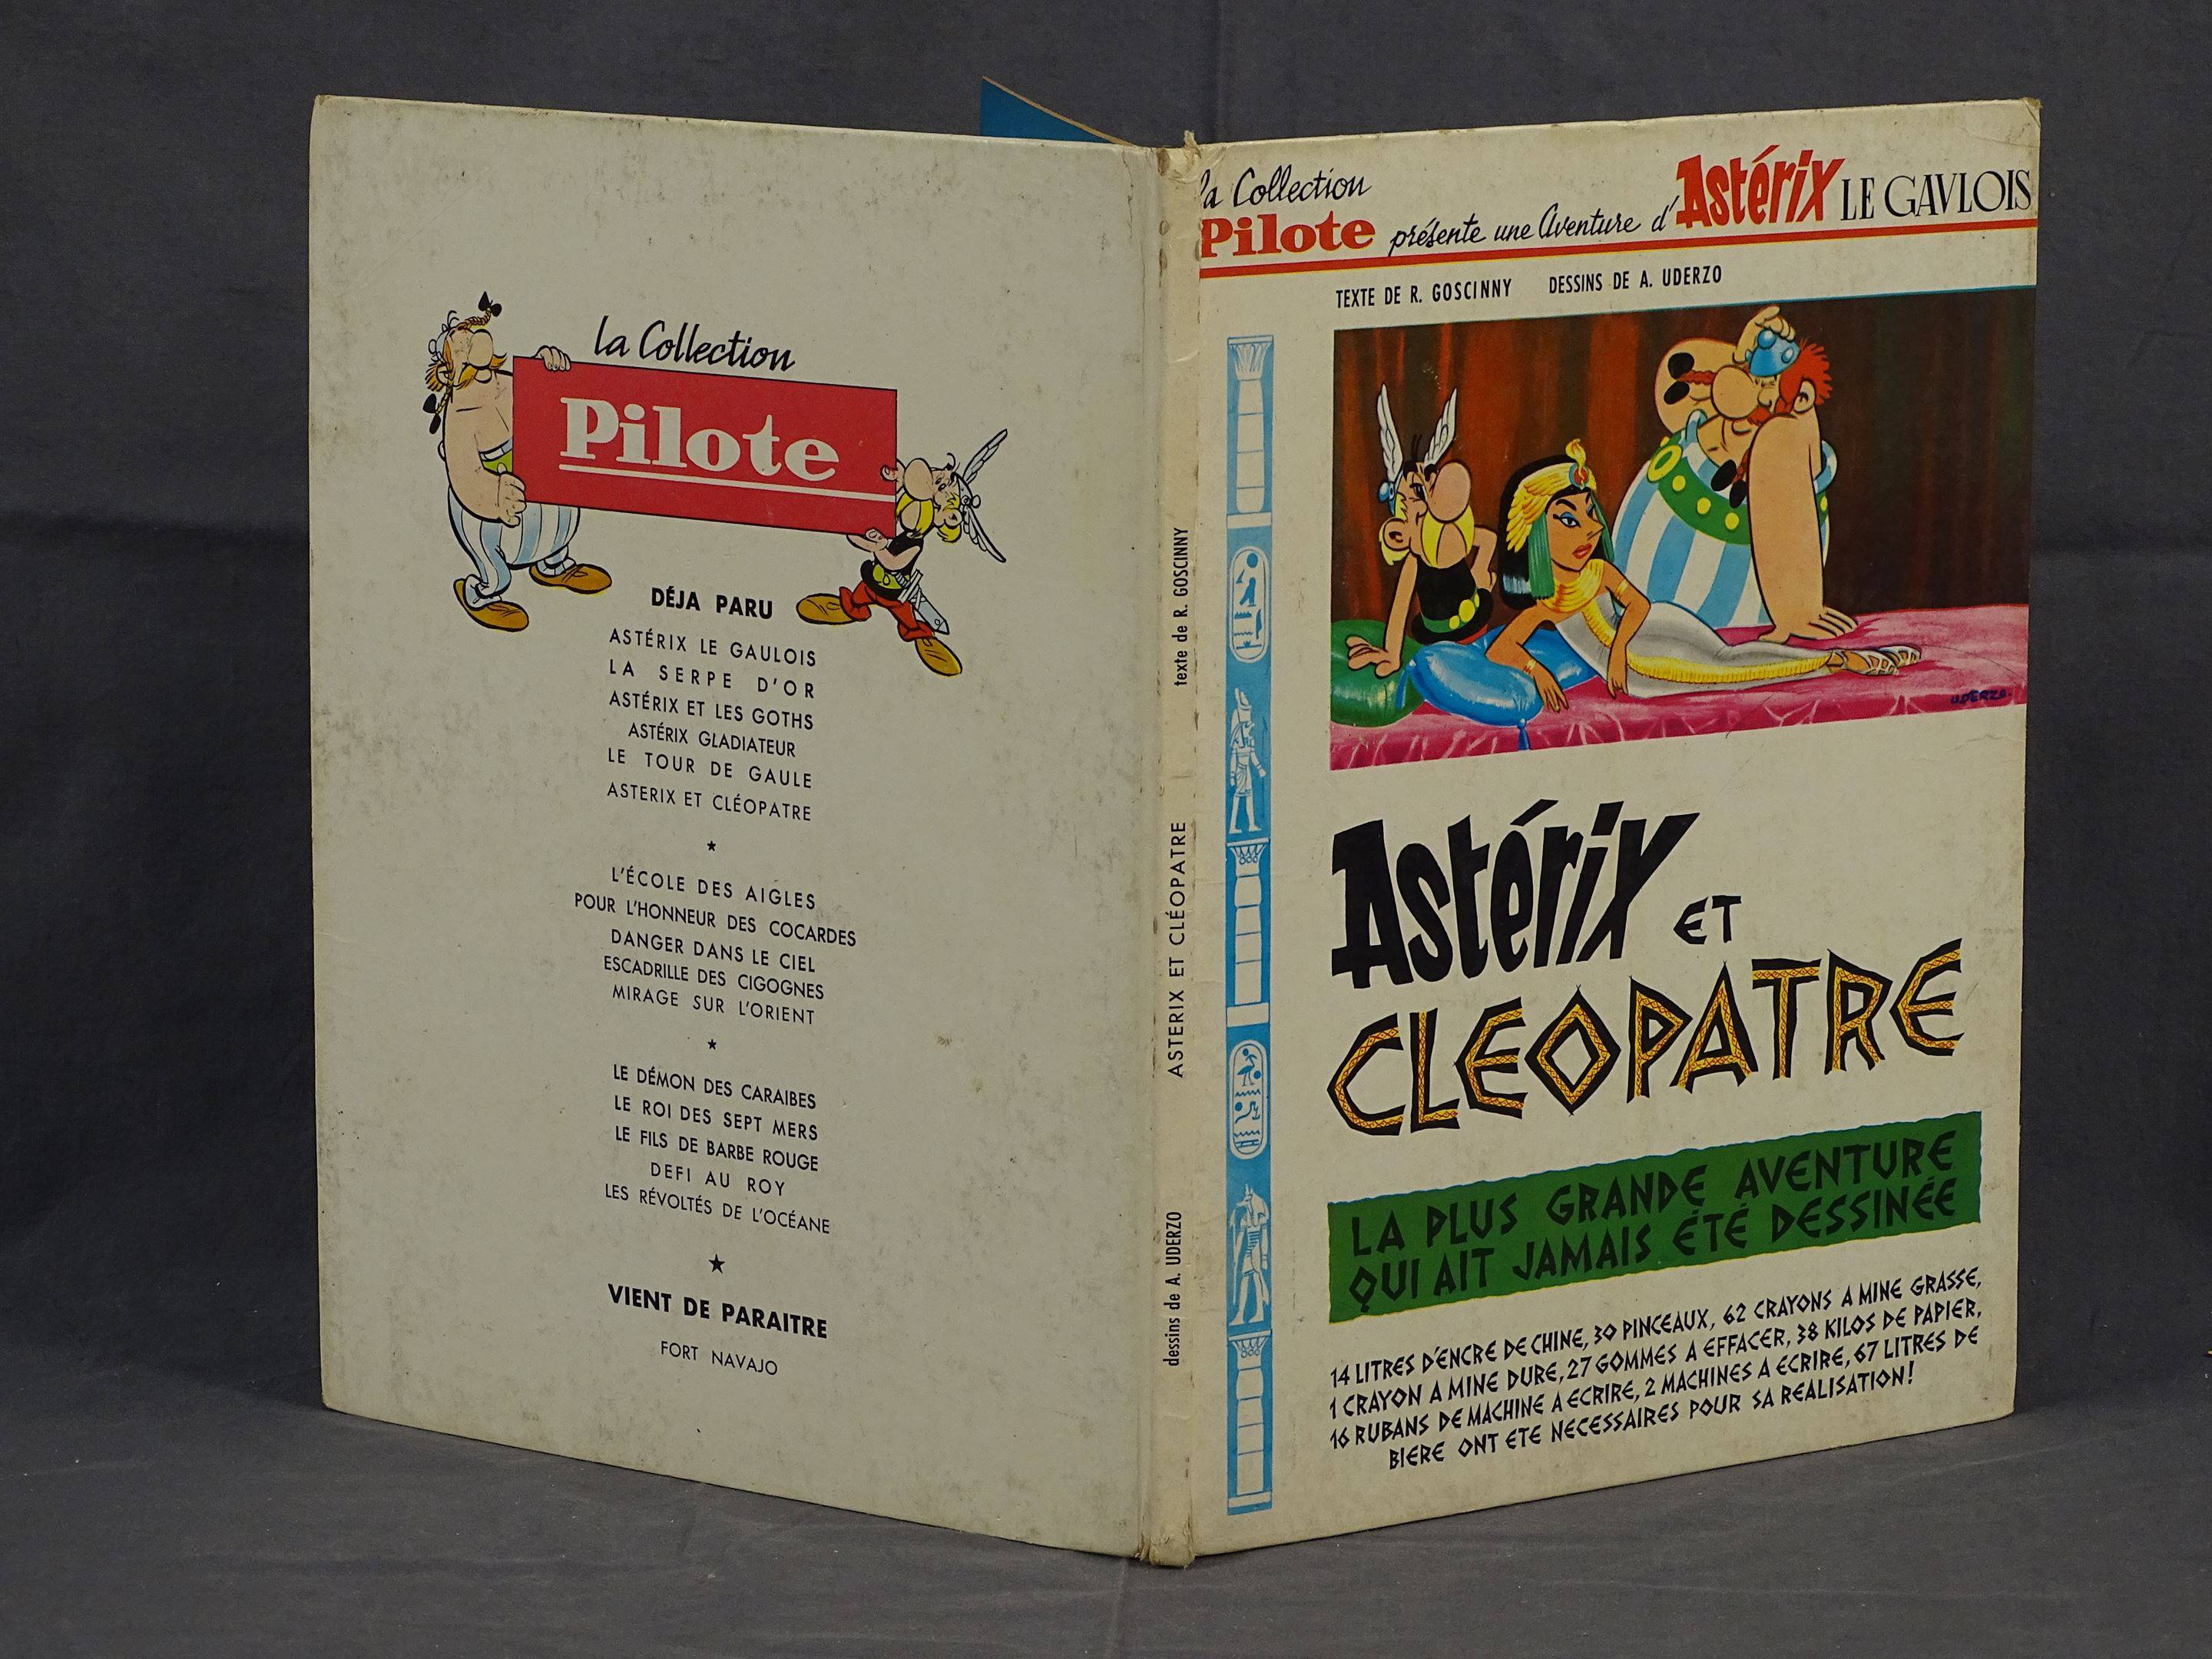 la Collection
Pilote
DÉJA PARU
ASTÉRIX LE GAULOIS
LA SERPE D'OR
ASTÉRIX ET LES GOTHS
ASTÉRIX GLADIATEUR
LE TOUR DE GAULE
ASTERIX ET CLÉOPATRE
★
L'ÉCOLE DES AIGLES
POUR L'HONNEUR DES COCARDES
DANGER DANS LE CIEL
ESCADRILLE DES CIGOGNES
MIRAGE SUR L'ORIENT
★
LE DÉMON DES CARAIBES
LE ROI DES SEPT MERS
LE FILS DE BARBE ROUGE
DEFI AU ROY
LES RÉVOLTÉS DE L'OCÉANE
★
VIENT DE PARAITRE
FORT NAVAJO
dessins de A. UDERZO ASTERIX ET CLÉOPATRE texte de R. GOSCINNY
la Collection
Pilote présente une Aventure d'Astérix LE GAVLOIS
TEXTE DE R. GOSCINNY DESSINS DE A. UDERZO
UDERZO.
Astérix ET
CLEOPATRE
LA PLUS GRANDE AVENTURE
QUI AIT JAMAIS ÉTÉ DESSINÉE
14 LITRES D'ENCRE DE CHINE, 30 PINCEAUX, 62 CRAYONS A MINE GRASSE,
1 CRAYON A MINE DURE, 27 GOMMES A EFFACER, 38 KILOS DE PAPIER,
16 RUBANS DE MACHINE A ECRIRE, 2 MACHINES A ECRIRE, 67 LITRES DE
BIERE ONT ETE NECESSAIRES POUR SA REALISATION!